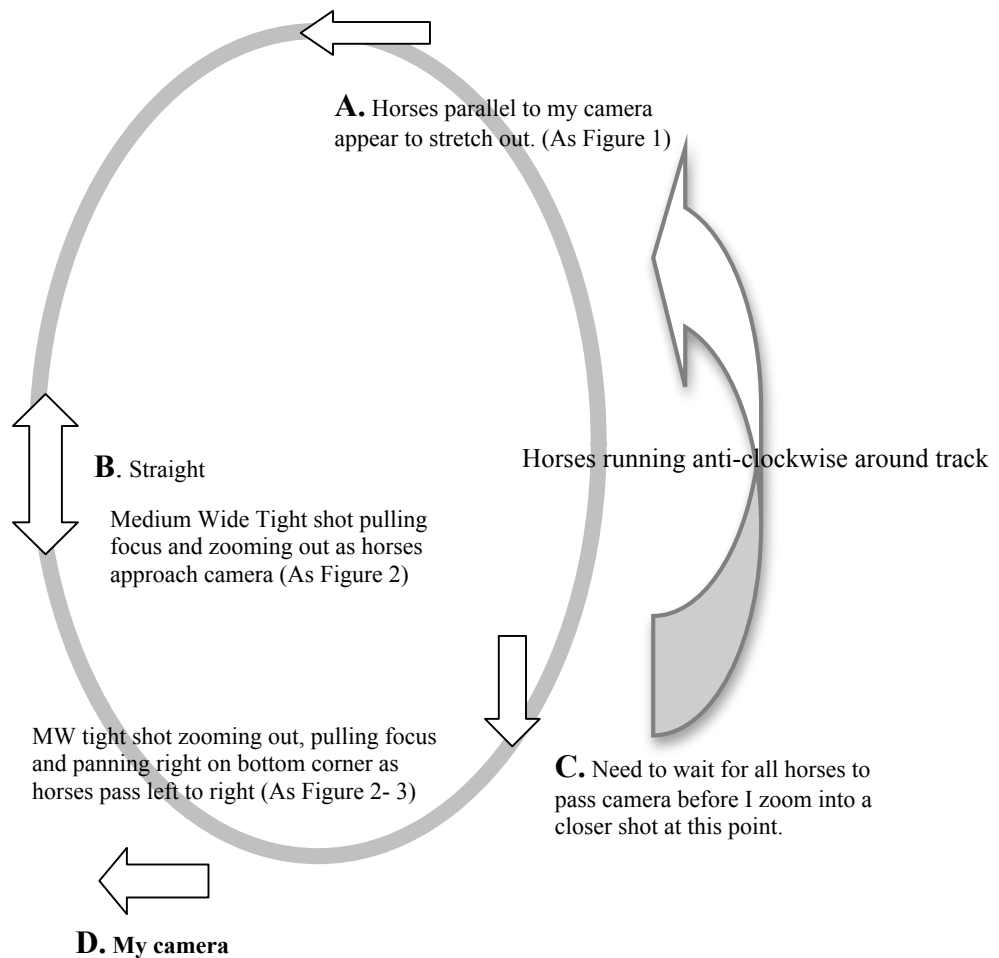 A. Horses parallel to my camera
appear to stretch out. (As Figure 1)
Horses running anti-clockwise around track
B. Straight
Medium Wide Tight shot pulling
focus and zooming out as horses
approach camera (As Figure 2)
MW tight shot zooming out, pulling focus
and panning right on bottom corner as
horses pass left to right (As Figure 2- 3)
C. Need to wait for all horses to
pass camera before I zoom into a
closer shot at this point.
D. My camera